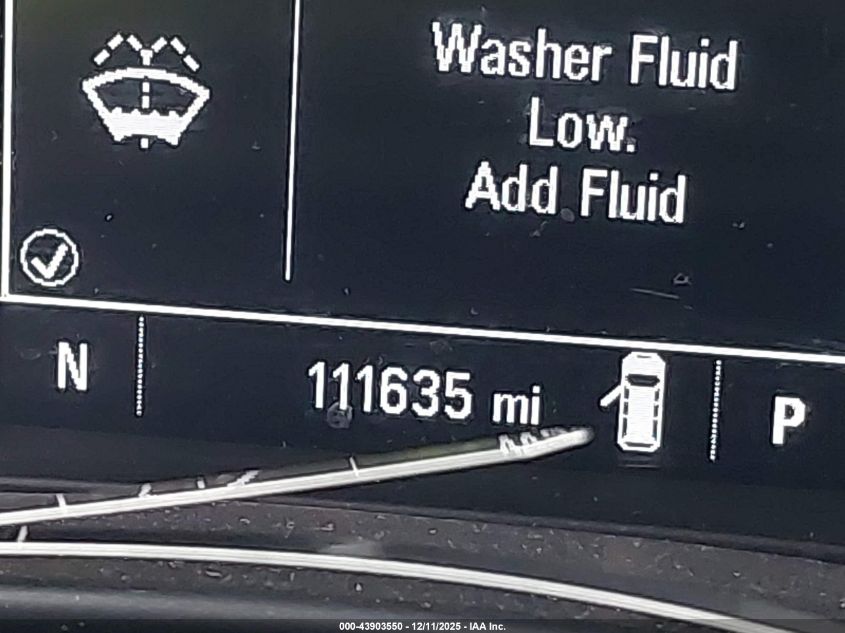 Washer Fluid
Low.
Add Fluid
N
111635 mi
P
000-43903550 - 12/11/2025 - IAA Inc.